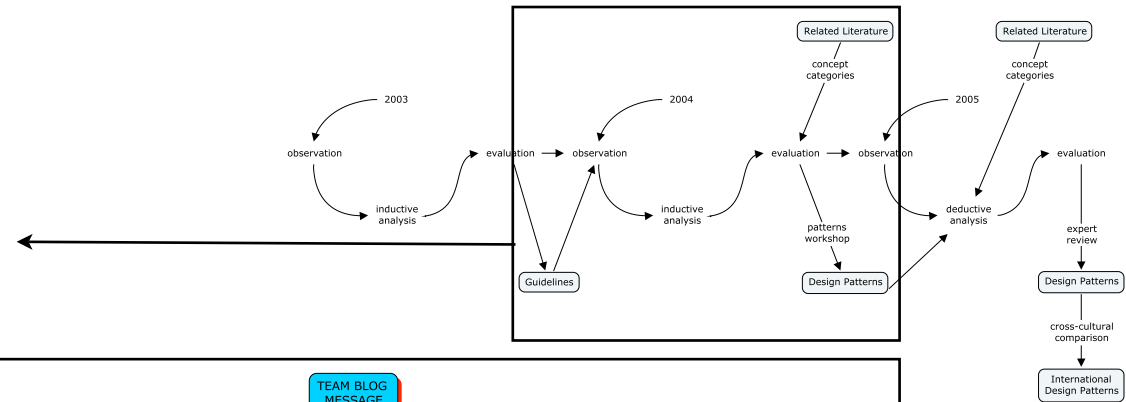 Related Literature
Related Literature
concept
categories
concept
categories
2003
2004
2005
observation
evaluation
observation
evaluation
observation
evaluation
inductive
analysis
inductive
analysis
deductive
analysis
patterns
workshop
expert
review
Guidelines
Design Patterns
Design Patterns
cross-cultural
comparison
International
Design Patterns
TEAM BLOG
MESSAGE